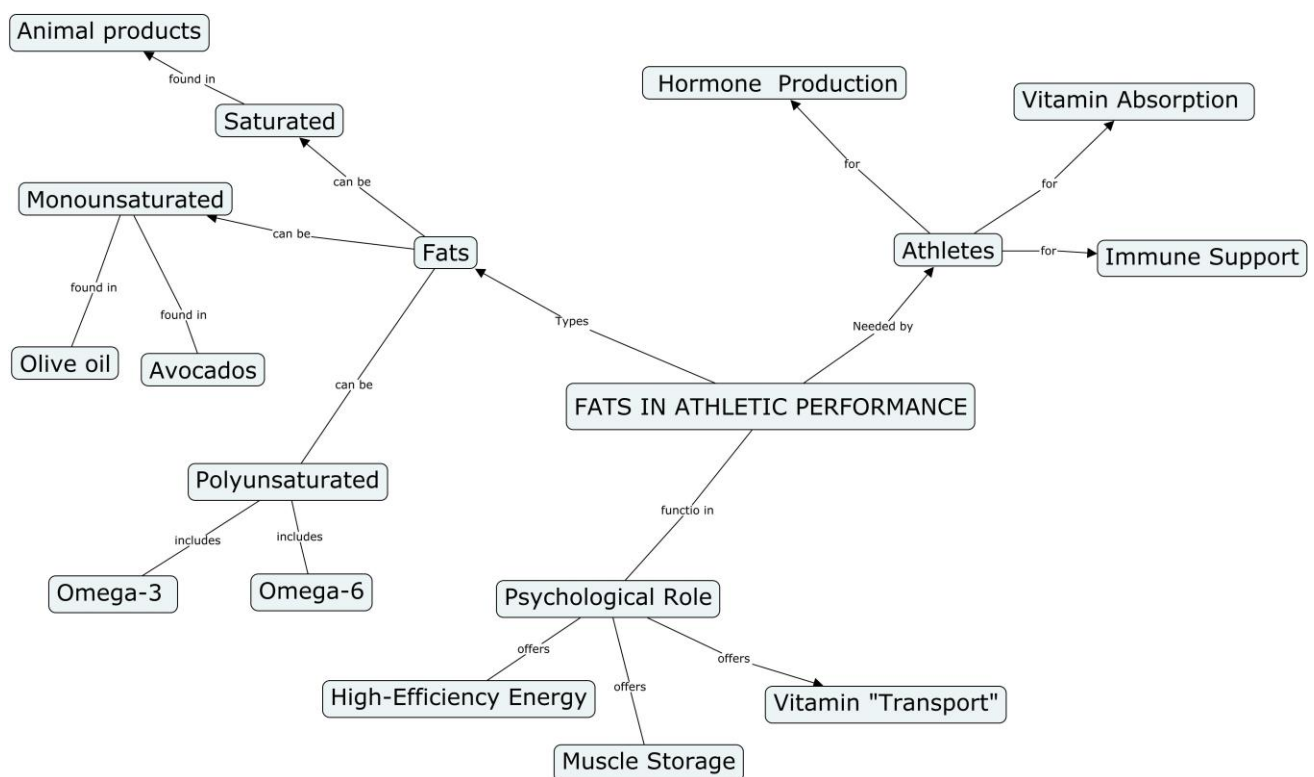 Animal products
found in
Saturated
can be
Monounsaturated
can be
found in
found in
Olive oil
Avocados
Fats
can be
Polyunsaturated
includes
includes
Omega-3
Omega-6
Types
Hormone Production
Vitamin Absorption
for
for
Athletes
for
Immune Support
Needed by
FATS IN ATHLETIC PERFORMANCE
functio in
Psychological Role
offers
offers
offers
High-Efficiency Energy
Muscle Storage
Vitamin "Transport"